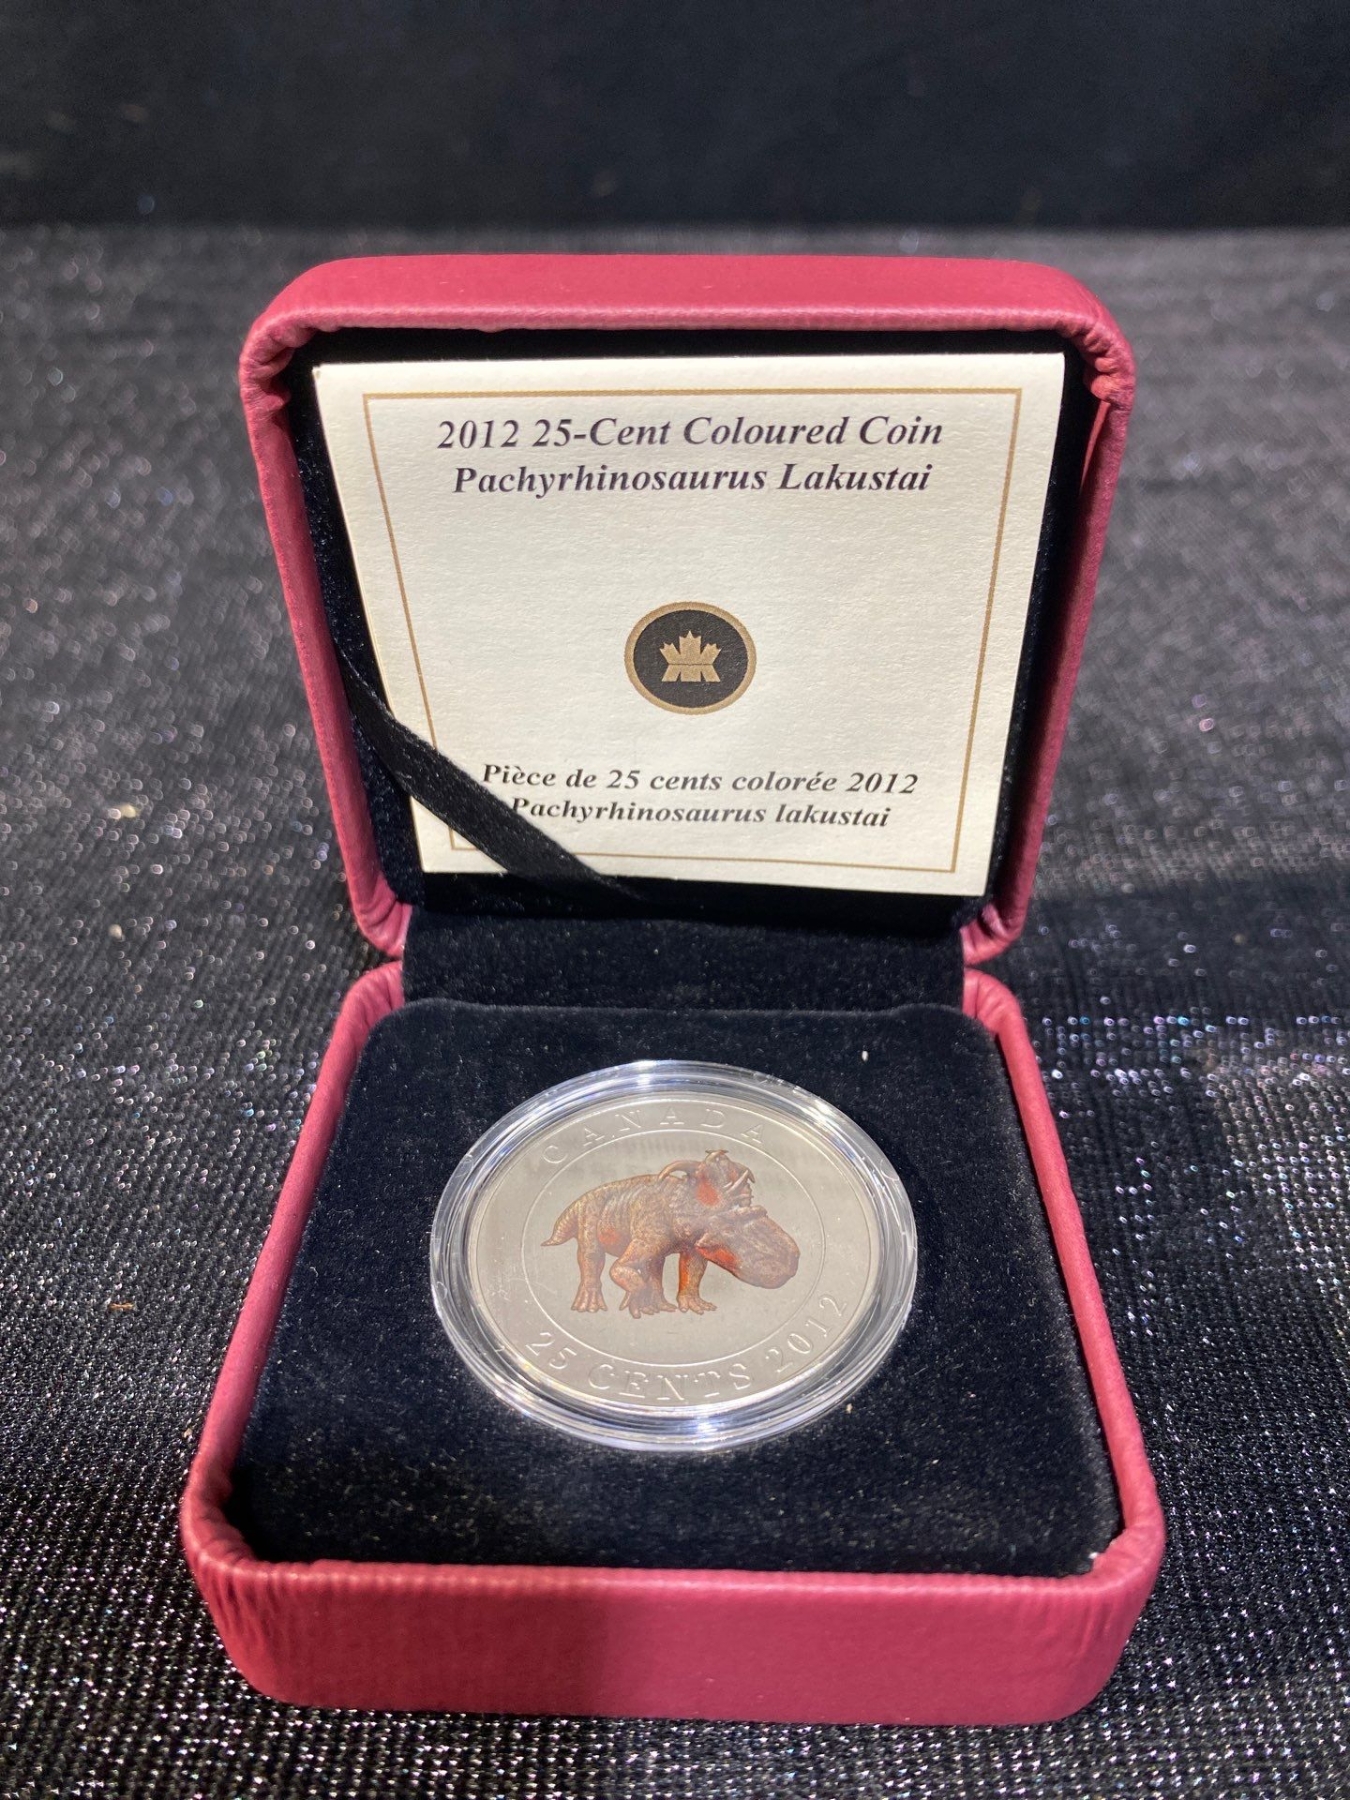 2012 25-Cent Coloured Coin
Pachyrhinosaurus Lakustai
Pièce de 25 cents colorée 2012
Pachyrhinosaurus lakustai
CANADA
25 CENTS 2012